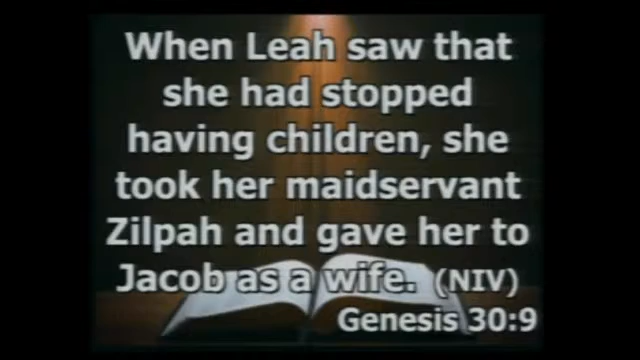 When Leah saw that
she had stopped
having children, she
took her maidservant
Zilpah and gave her to
Jacob as a wife. (NIV)
Genesis 30:9